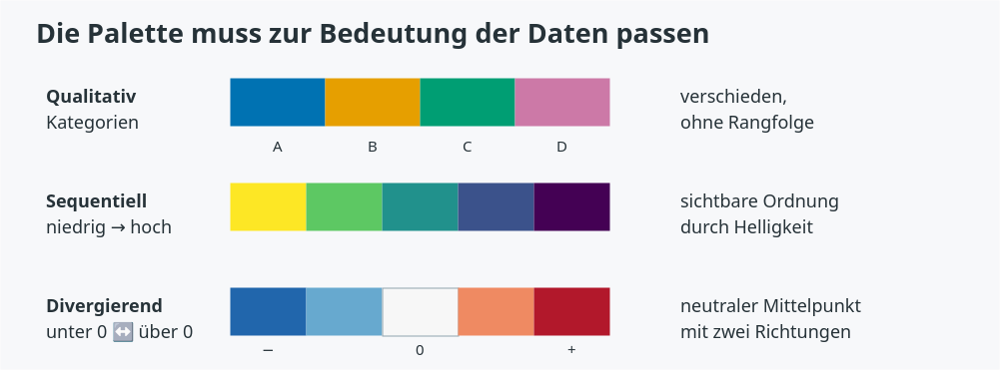 Die Palette muss zur Bedeutung der Daten passen
Qualitativ
Kategorien
A B C D
verschieden,
ohne Rangfolge
Sequentiell
niedrig → hoch
sichtbare Ordnung
durch Helligkeit
Divergierend
unter 0 ↔️ über 0
− 0 +
neutraler Mittelpunkt
mit zwei Richtungen